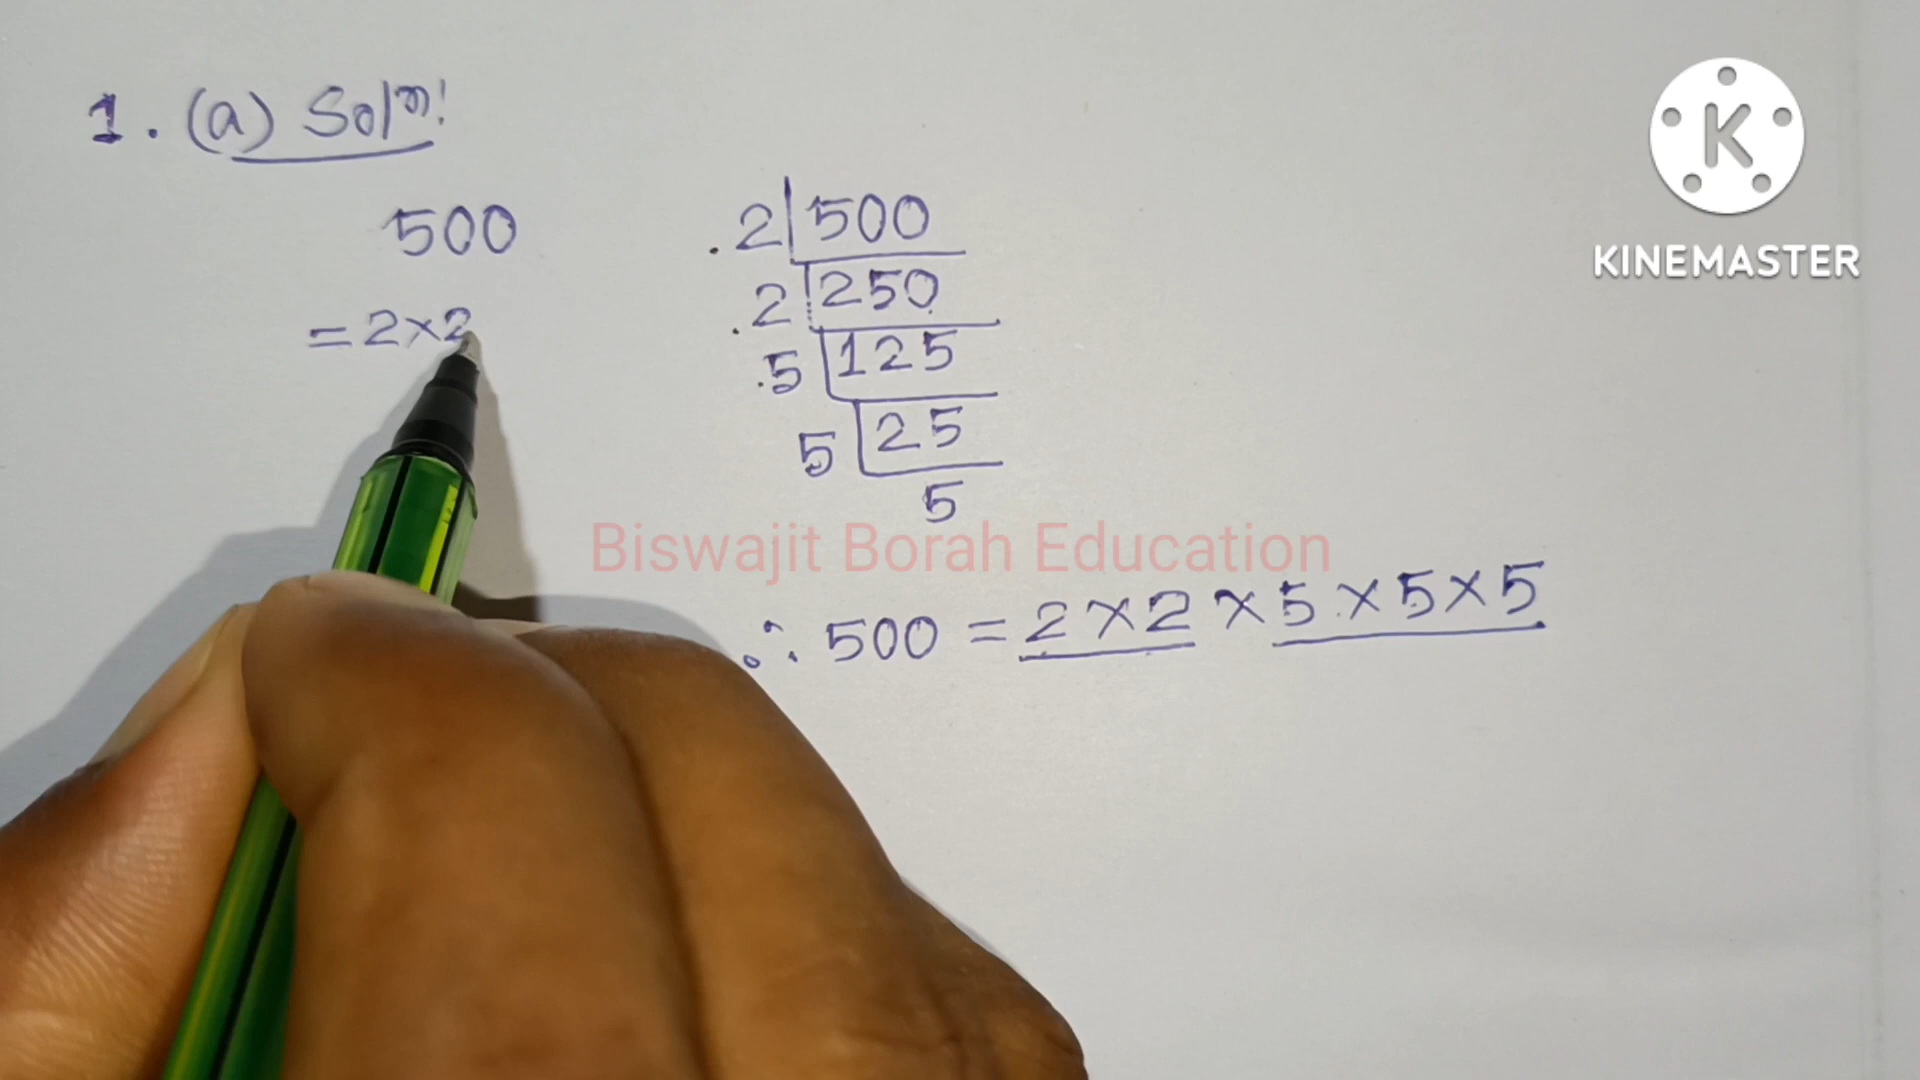 1. (a) Solⁿ:
500
= 2×2
2 500
2 250
5 125
5 25
5
∴ 500 = 2×2×5×5×5
K
KINEMASTER
Biswajit Borah Education